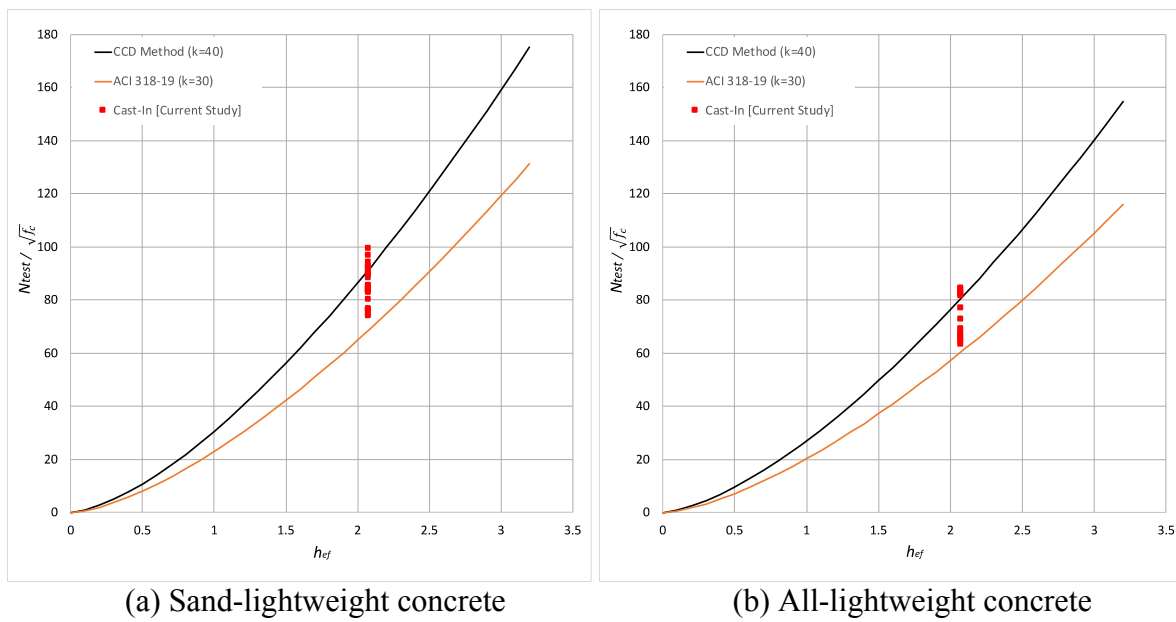 180
160
140
120
100
80
60
40
20
0
Ntest / √fc
CCD Method (k=40)
ACI 318-19 (k=30)
Cast-In [Current Study]
0 0.5 1 1.5 2 2.5 3 3.5
hef
(a) Sand-lightweight concrete
180
160
140
120
100
80
60
40
20
0
Ntest / √fc
CCD Method (k=40)
ACI 318-19 (k=30)
Cast-In [Current Study]
0 0.5 1 1.5 2 2.5 3 3.5
hef
(b) All-lightweight concrete